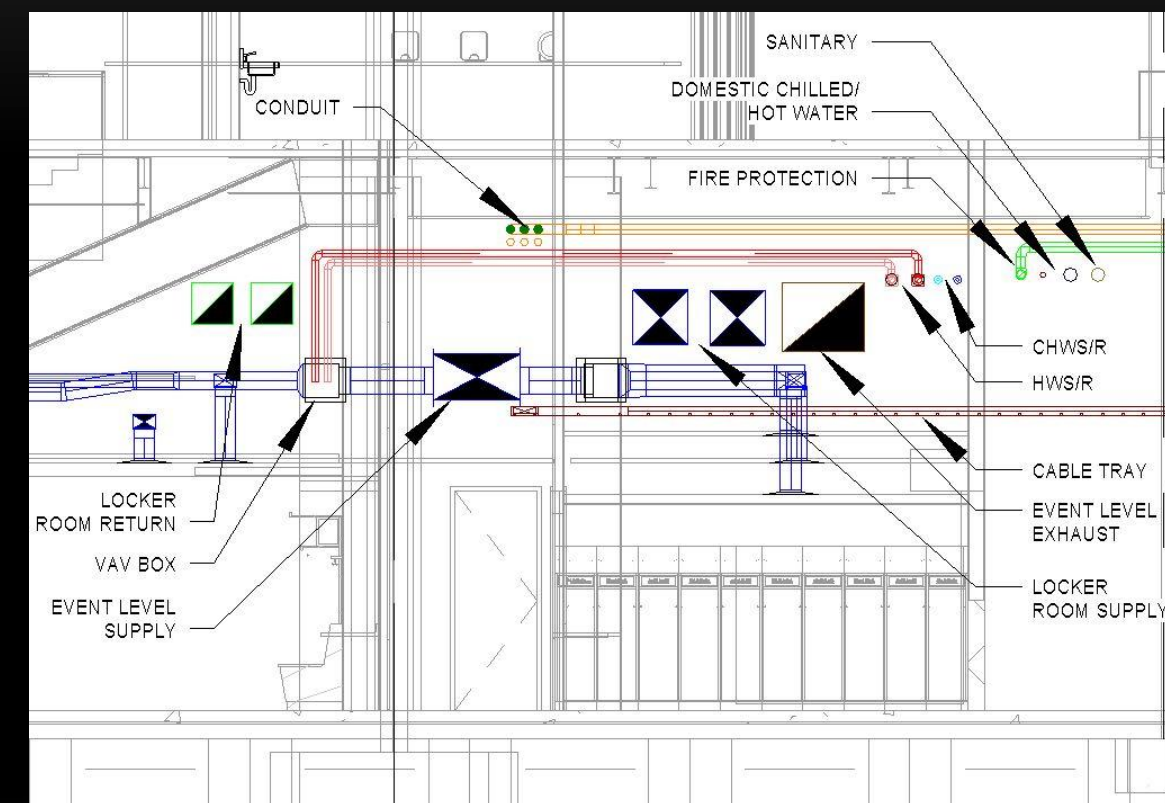 SANITARY
DOMESTIC CHILLED/
HOT WATER
CONDUIT
FIRE PROTECTION
CHWS/R
HWS/R
CABLE TRAY
LOCKER
ROOM RETURN
EVENT LEVEL
EXHAUST
VAV BOX
LOCKER
ROOM SUPPLY
EVENT LEVEL
SUPPLY